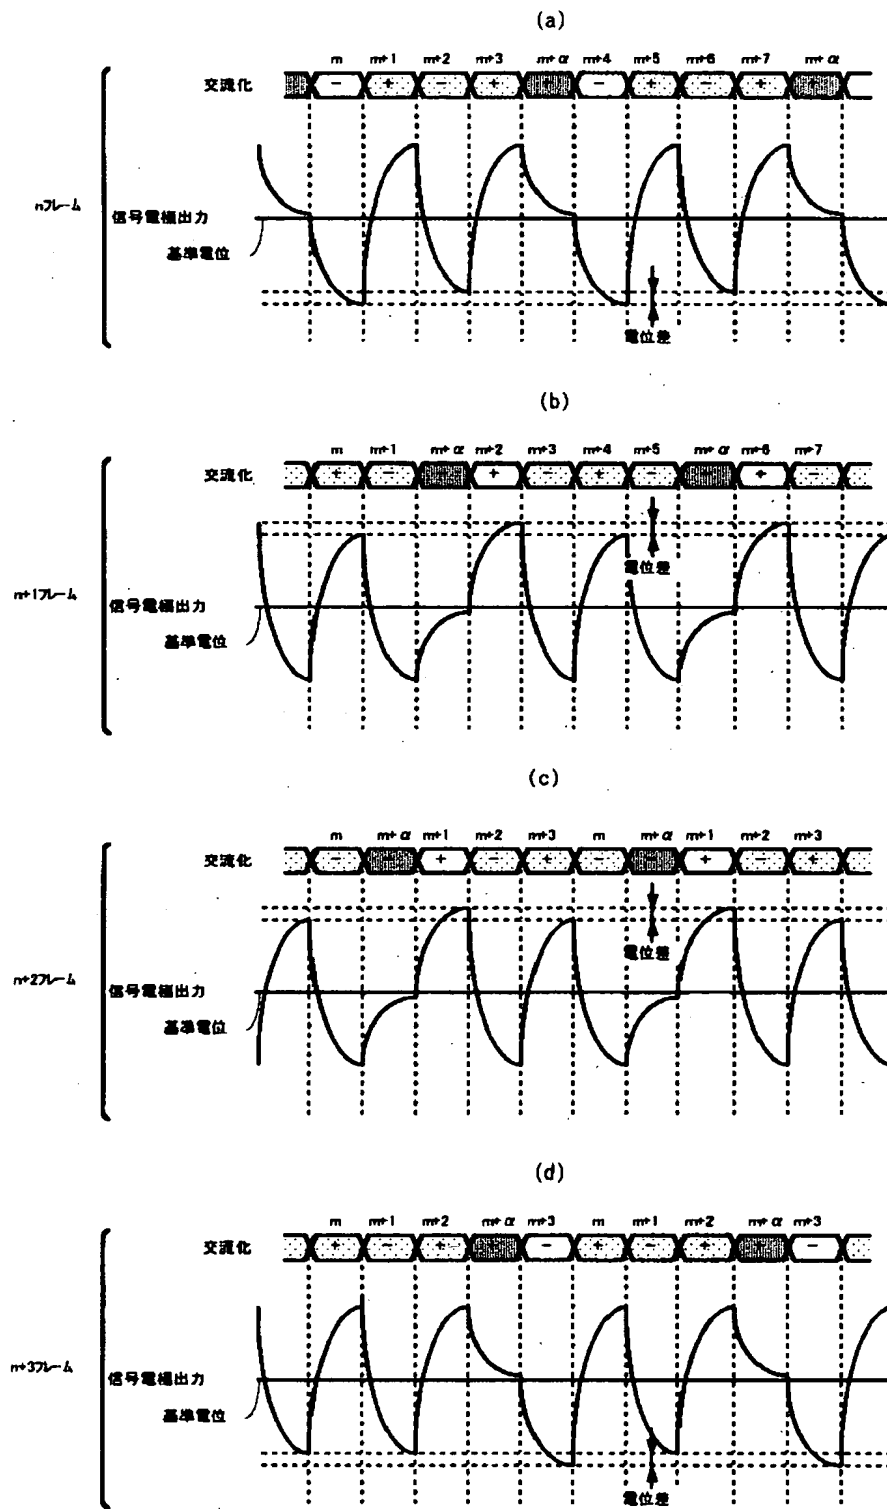 (a)
m m+1 m+2 m+3 m+α m+4 m+5 m+6 m+7 m+α
交流化 - + - + + - + - + +
nフレーム
信号電極出力
基準電位
電位差
(b)
m m+1 m+α m+2 m+3 m+4 m+5 m+α m+6 m+7
交流化 + - - + - + - - + -
電位差
n+1フレーム
信号電極出力
基準電位
(c)
m m+α m+1 m+2 m+3 m m+α m+1 m+2 m+3
交流化 - - + - + - - + - +
電位差
n+2フレーム
信号電極出力
基準電位
(d)
m m+1 m+2 m+α m+3 m m+1 m+2 m+α m+3
交流化 + - + + - + - + + -
n+3フレーム
信号電極出力
基準電位
電位差